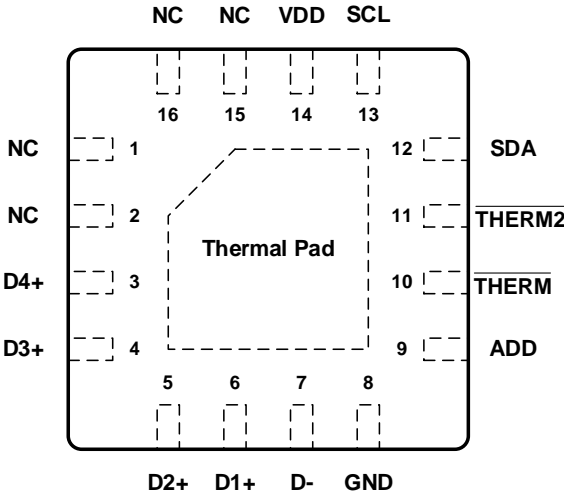 NC NC VDD SCL
16 15 14 13
NC 1 12 SDA
NC 2 11 THERM2
Thermal Pad
D4+ 3 10 THERM
D3+ 4 9 ADD
5 6 7 8
D2+ D1+ D- GND